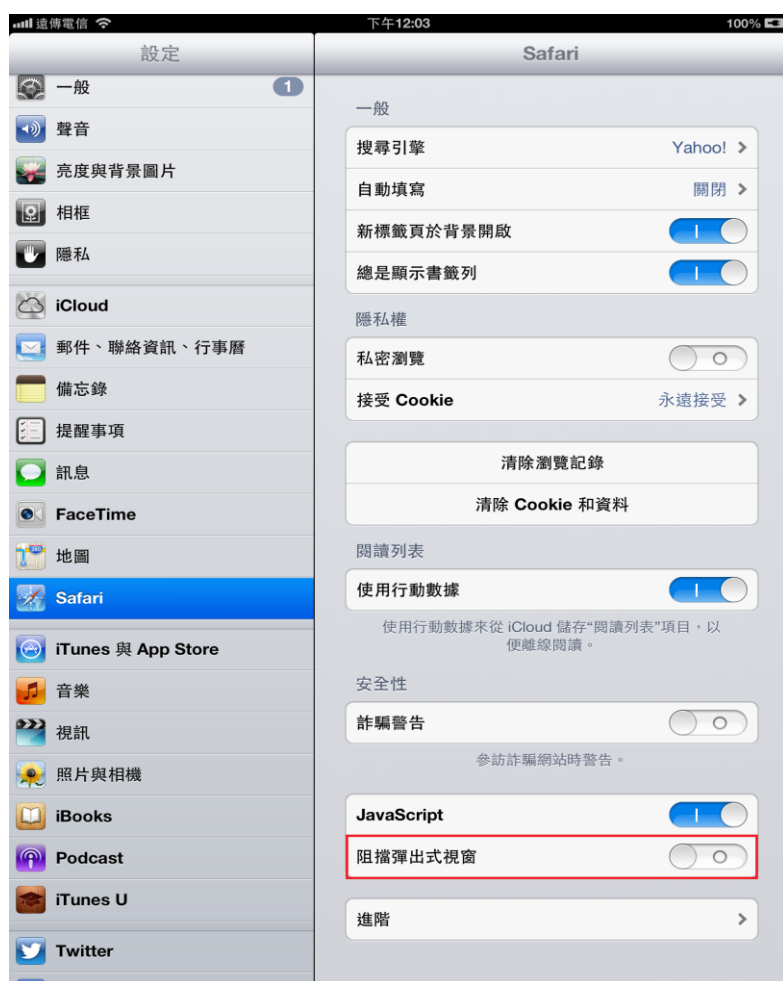 遠傳電信
下午12:03
100%
設定
一般
1
聲音
亮度與背景圖片
相框
隱私
iCloud
郵件、聯絡資訊、行事曆
備忘錄
提醒事項
訊息
FaceTime
地圖
Safari
iTunes 與 App Store
音樂
視訊
照片與相機
iBooks
Podcast
iTunes U
Twitter
Safari
一般
搜尋引擎
Yahoo!
自動填寫
關閉
新標籤頁於背景開啟
總是顯示書籤列
隱私權
私密瀏覽
接受 Cookie
永遠接受
清除瀏覽記錄
清除 Cookie 和資料
閱讀列表
使用行動數據
使用行動數據來從 iCloud 儲存“閱讀列表”項目，以
便離線閱讀。
安全性
詐騙警告
參訪詐騙網站時警告。
JavaScript
阻擋彈出式視窗
進階